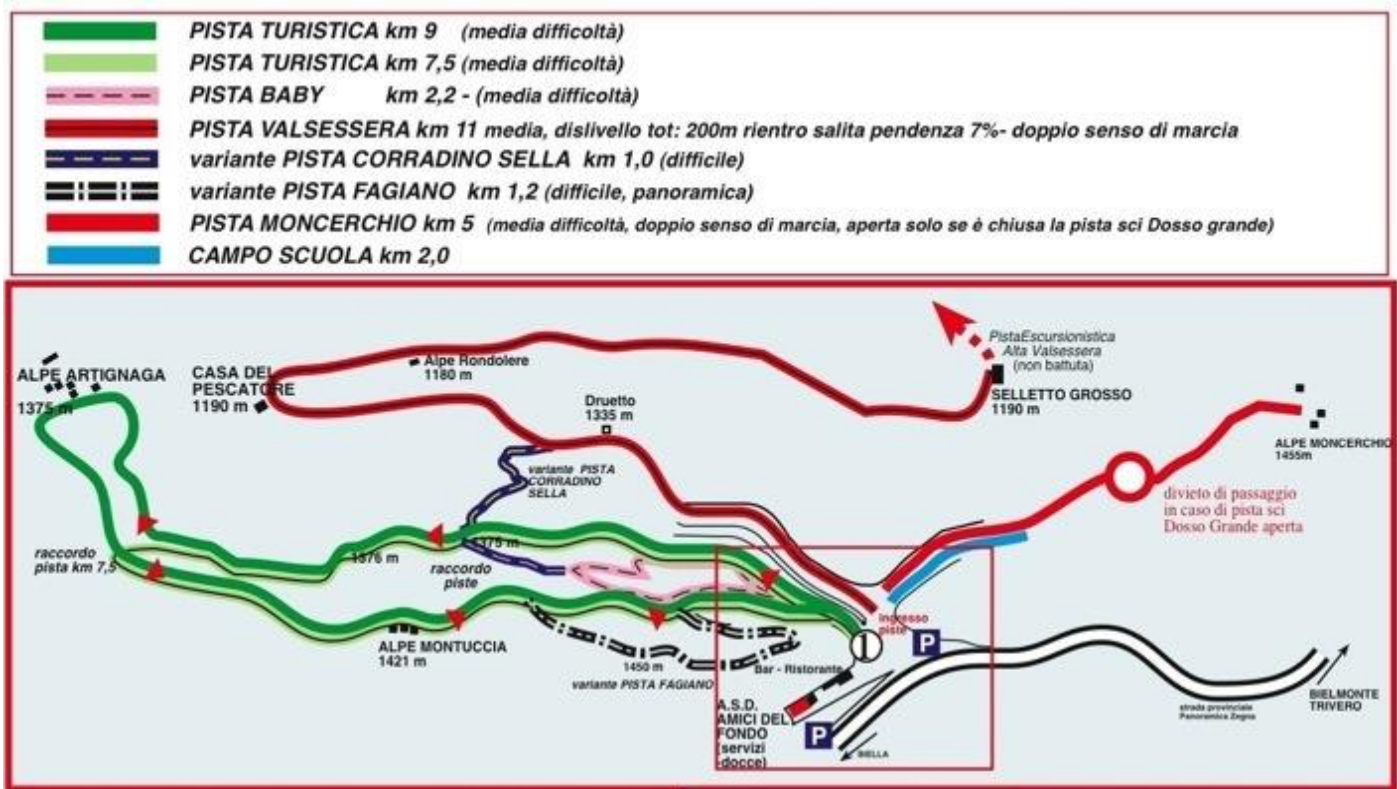 PISTA TURISTICA km 9 (media difficoltà)
PISTA TURISTICA km 7,5 (media difficoltà)
PISTA BABY km 2,2 - (media difficoltà)
PISTA VALSESSERA km 11 media, dislivello tot: 200m rientro salita pendenza 7%- doppio senso di marcia
variante PISTA CORRADINO SELLA km 1,0 (difficile)
variante PISTA FAGIANO km 1,2 (difficile, panoramica)
PISTA MONCERCHIO km 5 (media difficoltà, doppio senso di marcia, aperta solo se è chiusa la pista sci Dosso grande)
CAMPO SCUOLA km 2,0
PistaEscursionistica
Alta Valsessera
(non battuta)
SELLETTO GROSSO
1190 m
ALPE ARTIGNAGA
1375 m
CASA DEL
PESCATORE
1190 m
Alpe Rondolere
1180 m
Druetto
1335 m
ALPE MONCERCHIO
1455m
divieto di passaggio
in caso di pista sci
Dosso Grande aperta
variante PISTA
CORRADINO
SELLA
raccordo
pista km 7,5
1376 m
1375 m
raccordo
piste
ingresso
piste
1
P
ALPE MONTUCCIA
1421 m
1450 m
variante PISTA FAGIANO
Bar - Ristorante
A.S.D.
AMICI DEL
FONDO
(servizi
-docce)
P
BIELLA
strada provinciale
Panoramica Zegna
BIELMONTE
TRIVERO